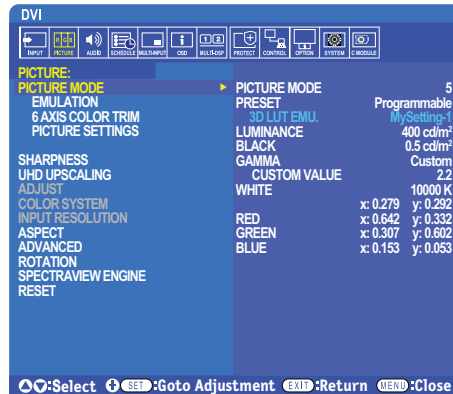 DVI
INPUT PICTURE AUDIO SCHEDULE MULTI-INPUT OSD MULTI-DSP PROTECT CONTROL OPTION SYSTEM C MODULE
PICTURE:
PICTURE MODE
EMULATION
6 AXIS COLOR TRIM
PICTURE SETTINGS
SHARPNESS
UHD UPSCALING
ADJUST
COLOR SYSTEM
INPUT RESOLUTION
ASPECT
ADVANCED
ROTATION
SPECTRAVIEW ENGINE
RESET
PICTURE MODE 5
PRESET Programmable
3D LUT EMU. MySetting-1
LUMINANCE 400 cd/m²
BLACK 0.5 cd/m²
GAMMA Custom
CUSTOM VALUE 2.2
WHITE 10000 K
x: 0.279 y: 0.292
RED x: 0.642 y: 0.332
GREEN x: 0.307 y: 0.602
BLUE x: 0.153 y: 0.053
:Select SET:Goto Adjustment EXIT:Return MENU:Close